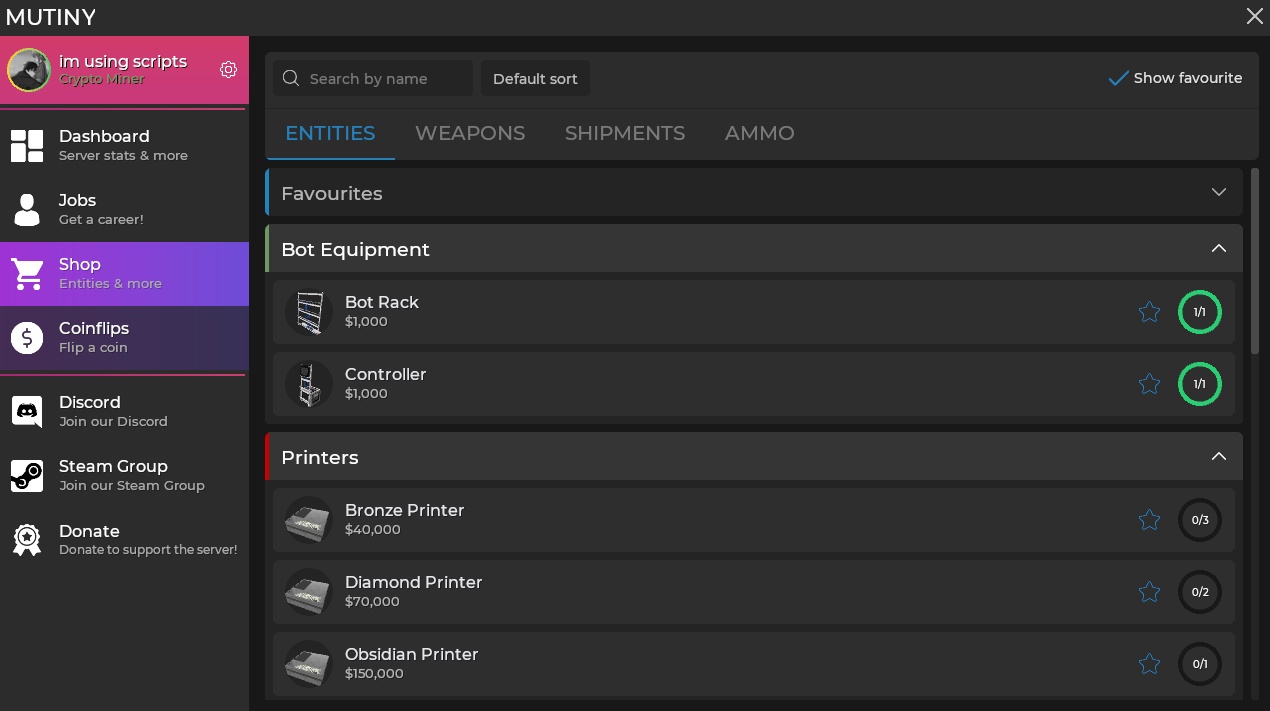 MUTINY
im using scripts
Crypto Miner
Dashboard
Server stats & more
Jobs
Get a career!
Shop
Entities & more
Coinflips
Flip a coin
Discord
Join our Discord
Steam Group
Join our Steam Group
Donate
Donate to support the server!
Search by name
Default sort
Show favourite
ENTITIES
WEAPONS
SHIPMENTS
AMMO
Favourites
Bot Equipment
Bot Rack
$1,000
1/1
Controller
$1,000
1/1
Printers
Bronze Printer
$40,000
0/3
Diamond Printer
$70,000
0/2
Obsidian Printer
$150,000
0/1